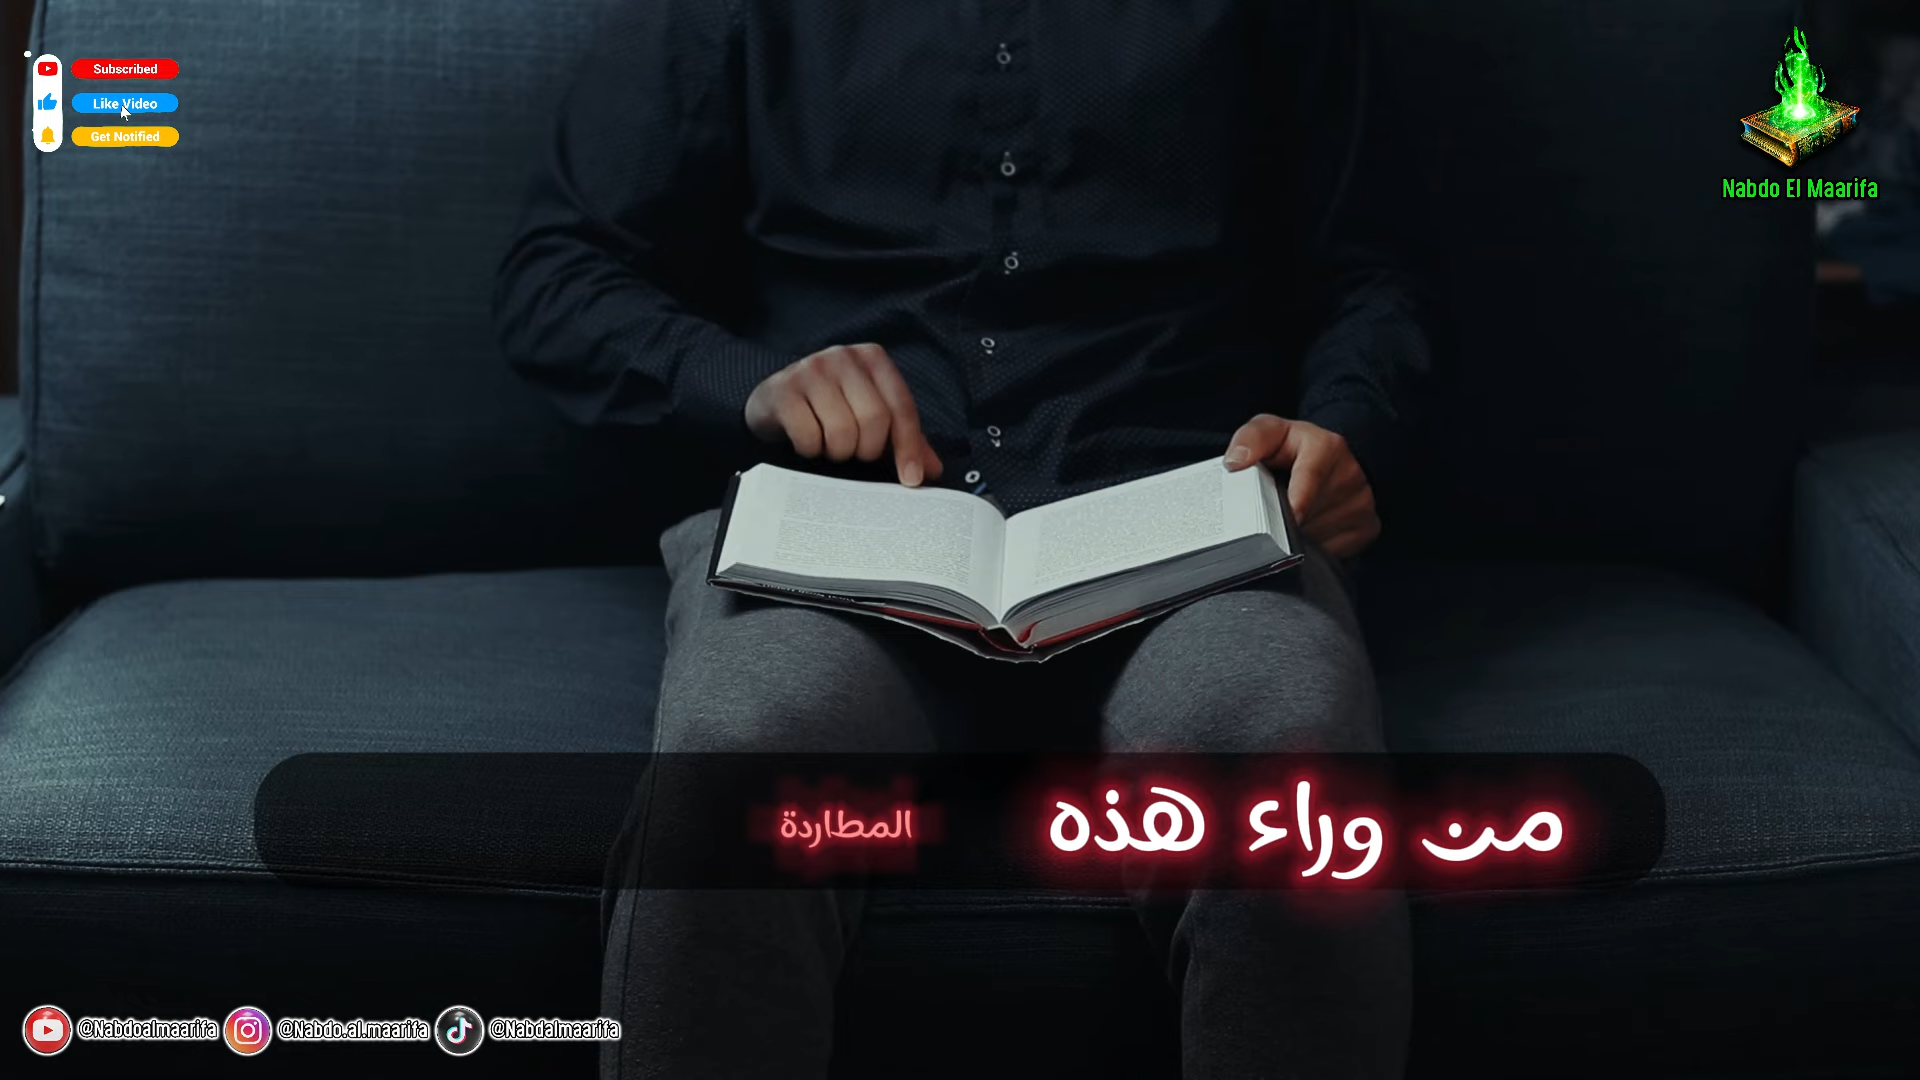 Subscribed
Like Video
Get Notified
Nabdo El Maarifa
من وراء هذه المطاردة
@Nabdoalmaarifa @Nabdo.al.maarifa @Nabdalmaarifa